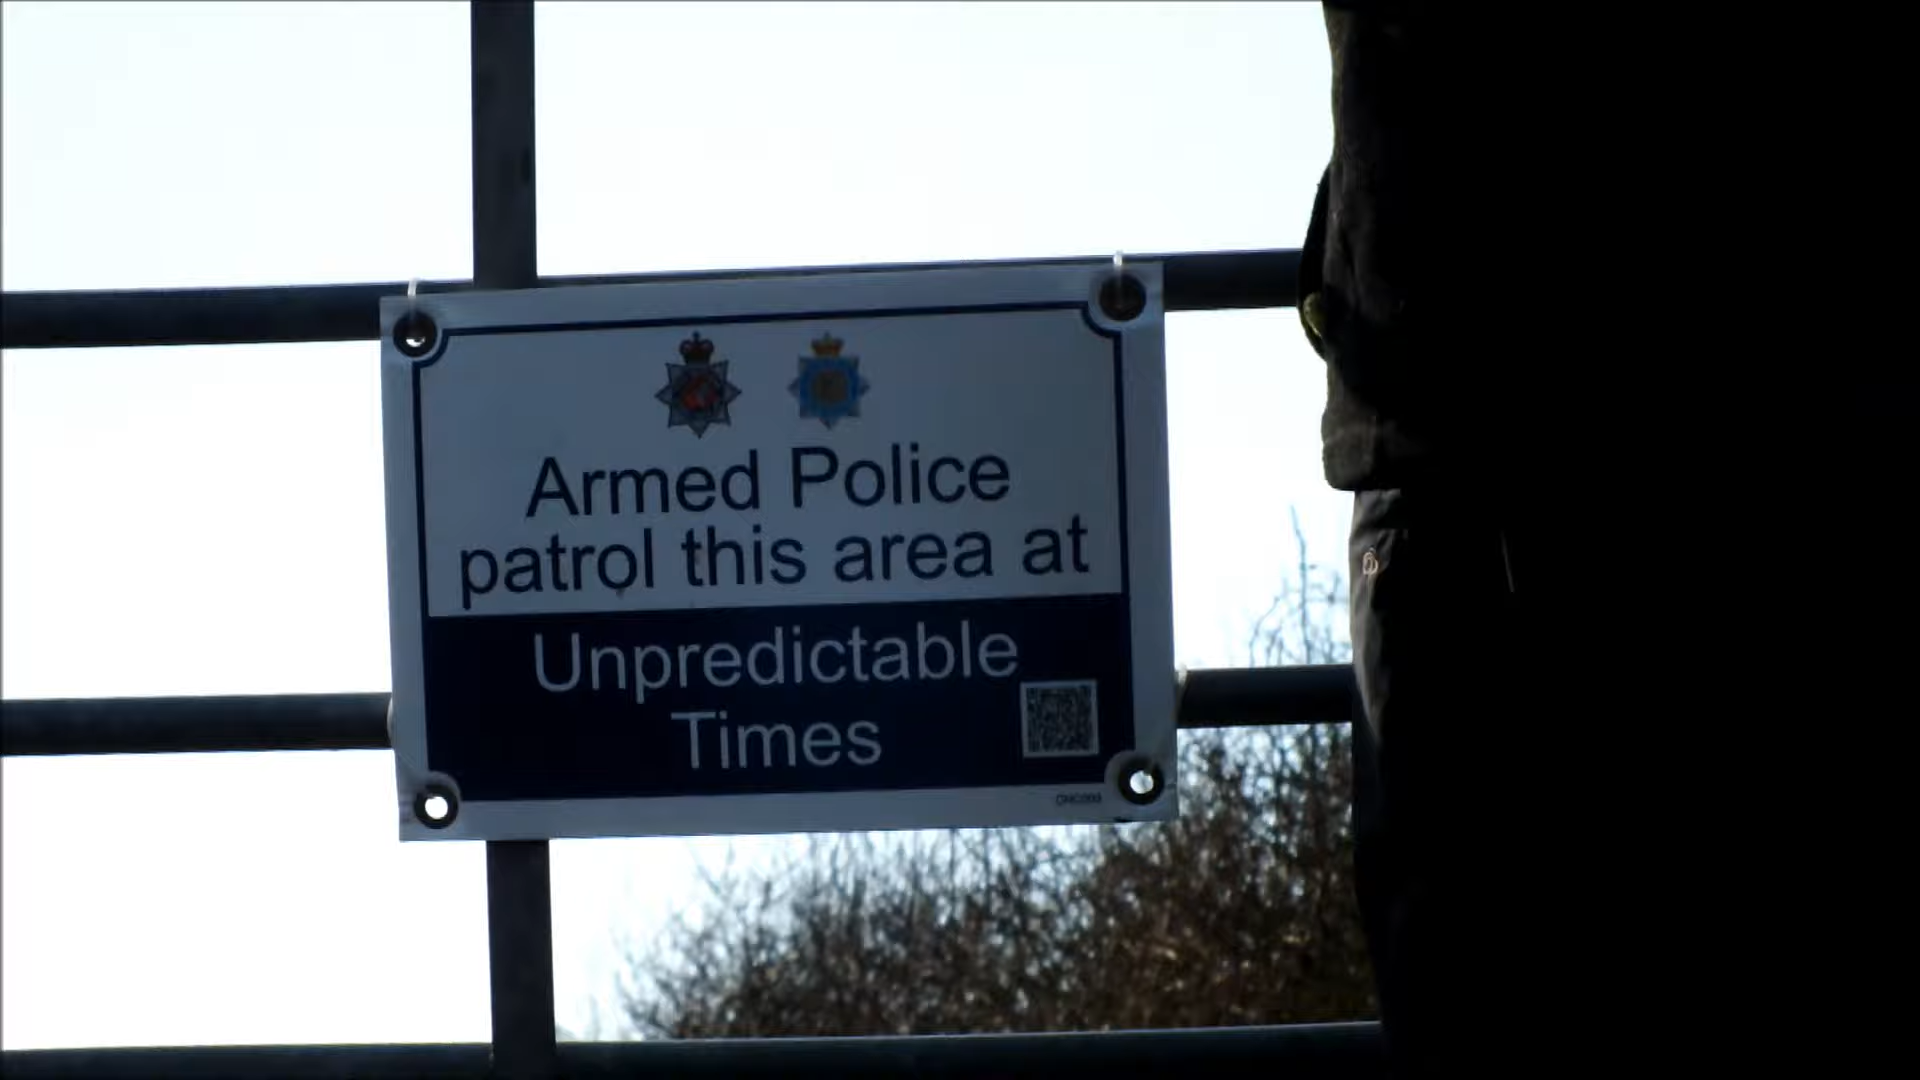 Armed Police
patrol this area at
Unpredictable
Times